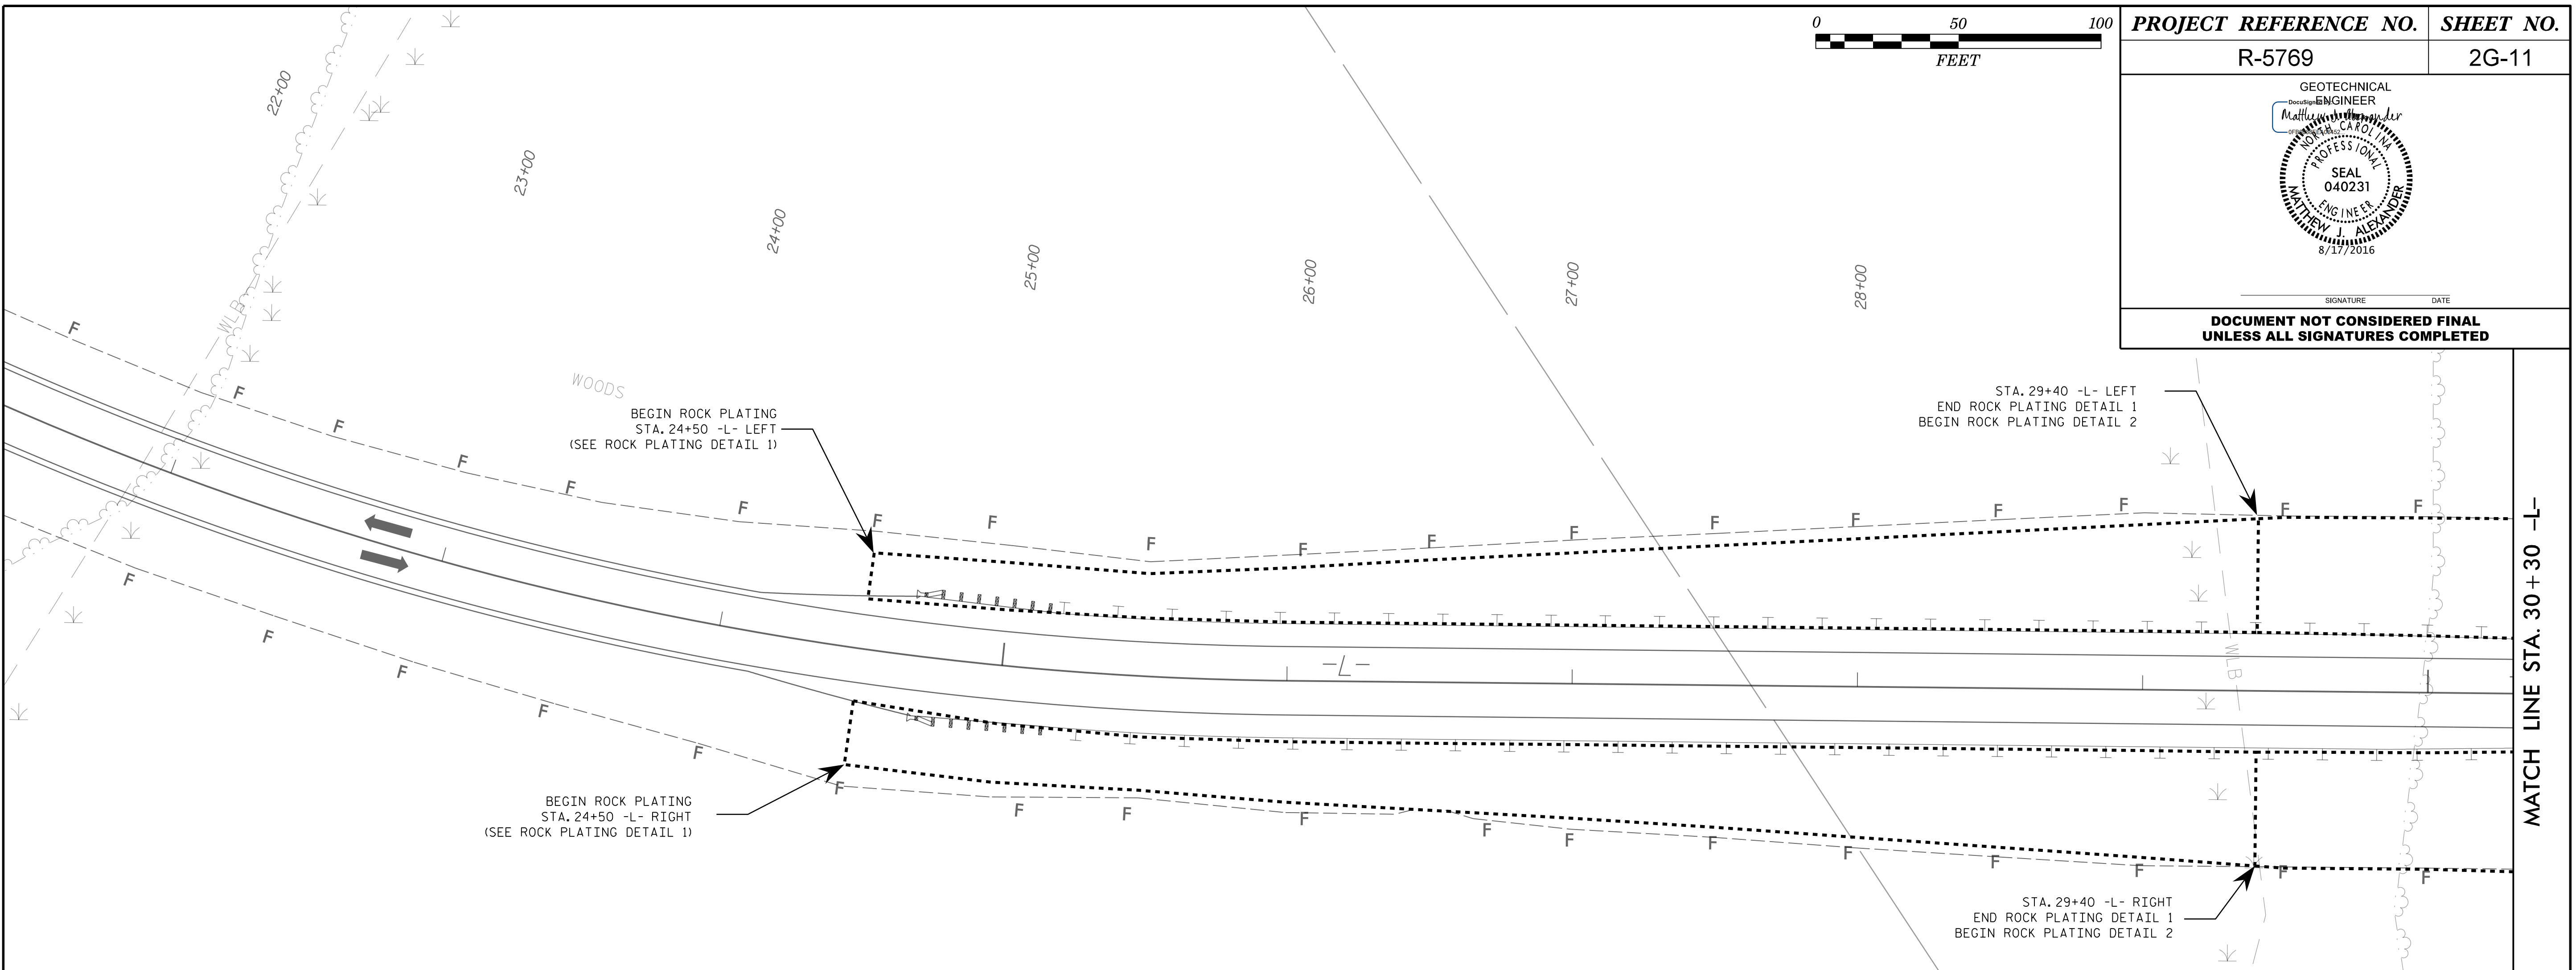 0 50 100
FEET
PROJECT REFERENCE NO. SHEET NO.
R-5769 2G-11
GEOTECHNICAL
ENGINEER
Matthew J. Alexander
NORTH CAROLINA
PROFESSIONAL
SEAL
040231
ENGINEER
MATTHEW J. ALEXANDER
8/17/2016
SIGNATURE DATE
DOCUMENT NOT CONSIDERED FINAL
UNLESS ALL SIGNATURES COMPLETED
22+00
23+00
24+00
25+00
26+00
27+00
28+00
WLB
WOODS
BEGIN ROCK PLATING
STA. 24+50 -L- LEFT
(SEE ROCK PLATING DETAIL 1)
STA. 29+40 -L- LEFT
END ROCK PLATING DETAIL 1
BEGIN ROCK PLATING DETAIL 2
F F F F F F F F F F F F F F F F F F
-L-
WLB
MATCH LINE STA. 30+30 -L-
F F F F F F F F F F F F F F F F F
BEGIN ROCK PLATING
STA. 24+50 -L- RIGHT
(SEE ROCK PLATING DETAIL 1)
STA. 29+40 -L- RIGHT
END ROCK PLATING DETAIL 1
BEGIN ROCK PLATING DETAIL 2